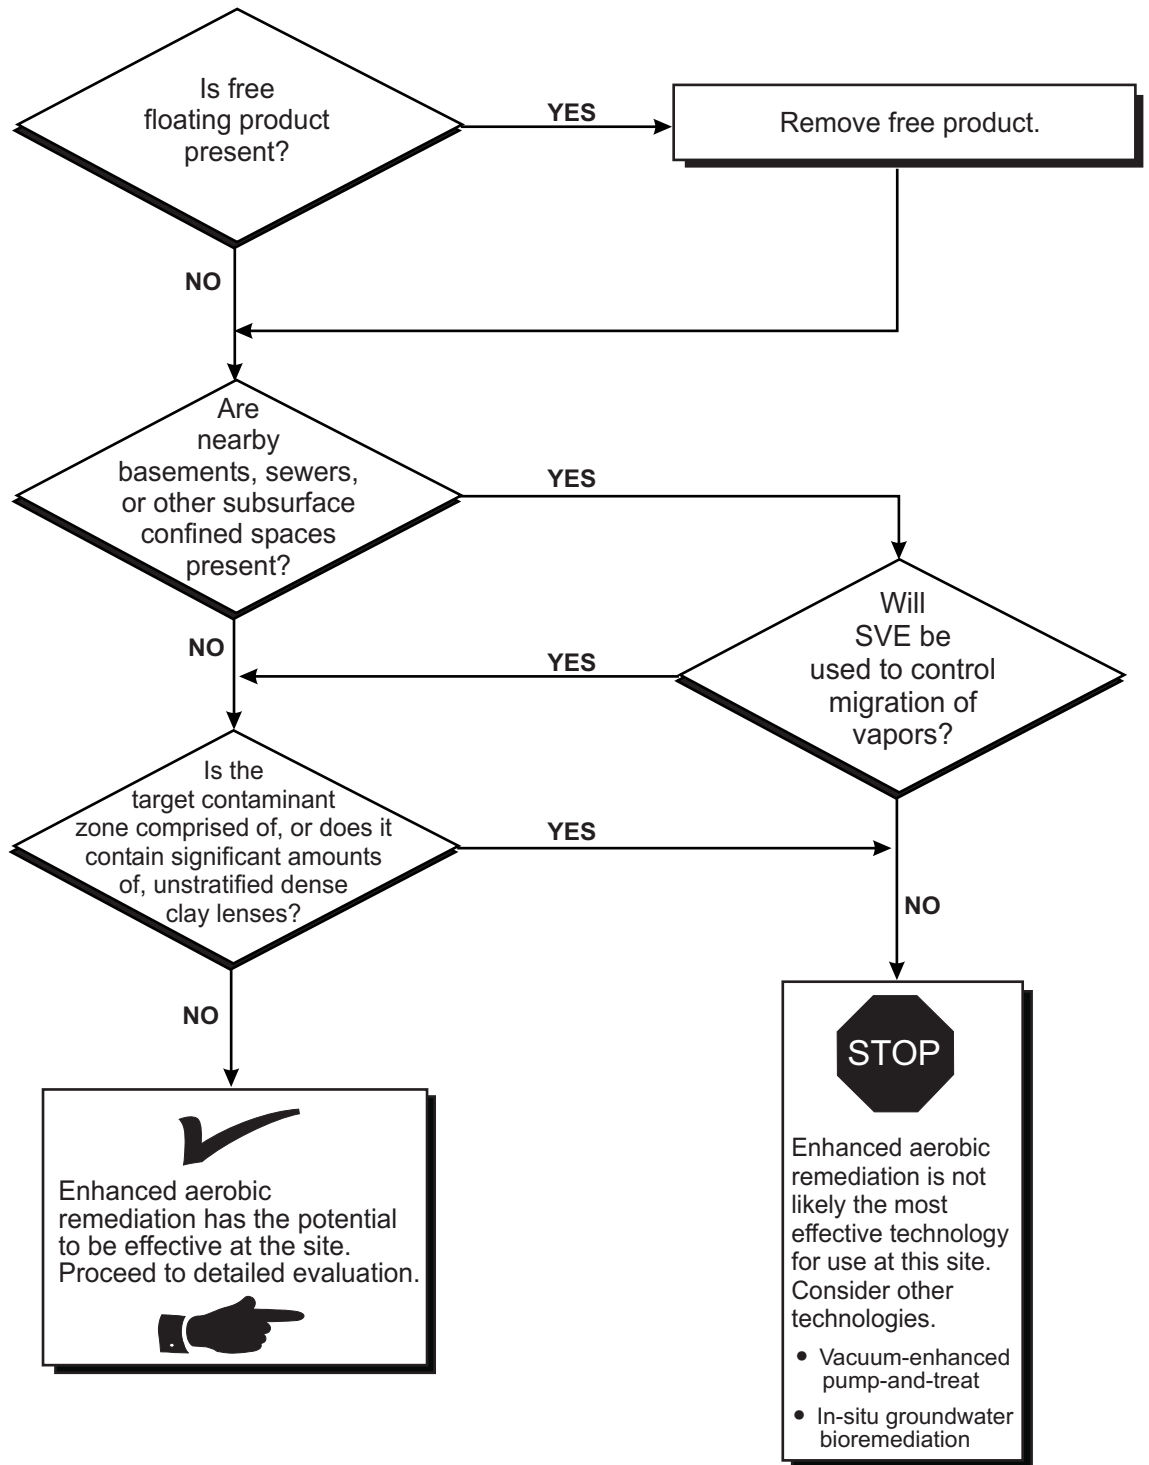 Is free
floating product
present?
YES
Remove free product.
NO
Are
nearby
basements, sewers,
or other subsurface
confined spaces
present?
YES
Will
SVE be
used to control
migration of
vapors?
NO
YES
Is the
target contaminant
zone comprised of, or does it
contain significant amounts
of, unstratified dense
clay lenses?
YES
NO
NO
Enhanced aerobic
remediation has the potential
to be effective at the site.
Proceed to detailed evaluation.
STOP
Enhanced aerobic
remediation is not
likely the most
effective technology
for use at this site.
Consider other
technologies.
• Vacuum-enhanced
pump-and-treat
• In-situ groundwater
bioremediation